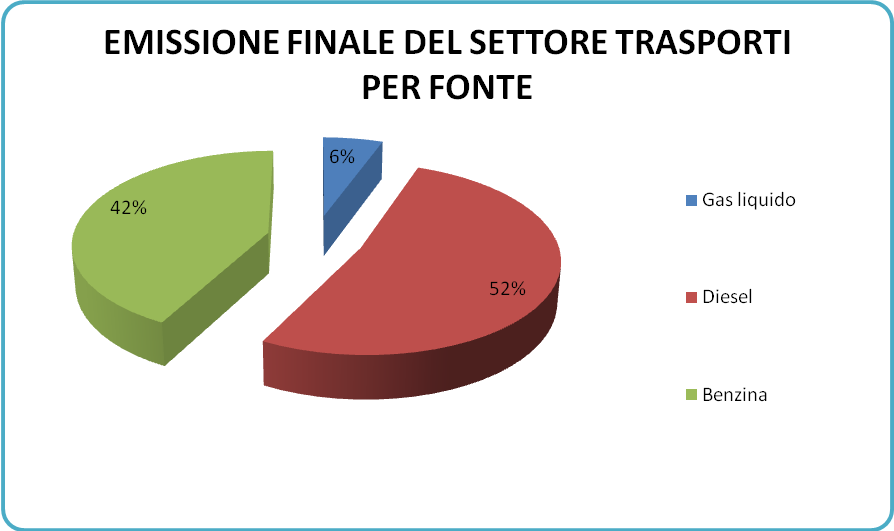 EMISSIONE FINALE DEL SETTORE TRASPORTI
PER FONTE
6%
42%
52%
Gas liquido
Diesel
Benzina